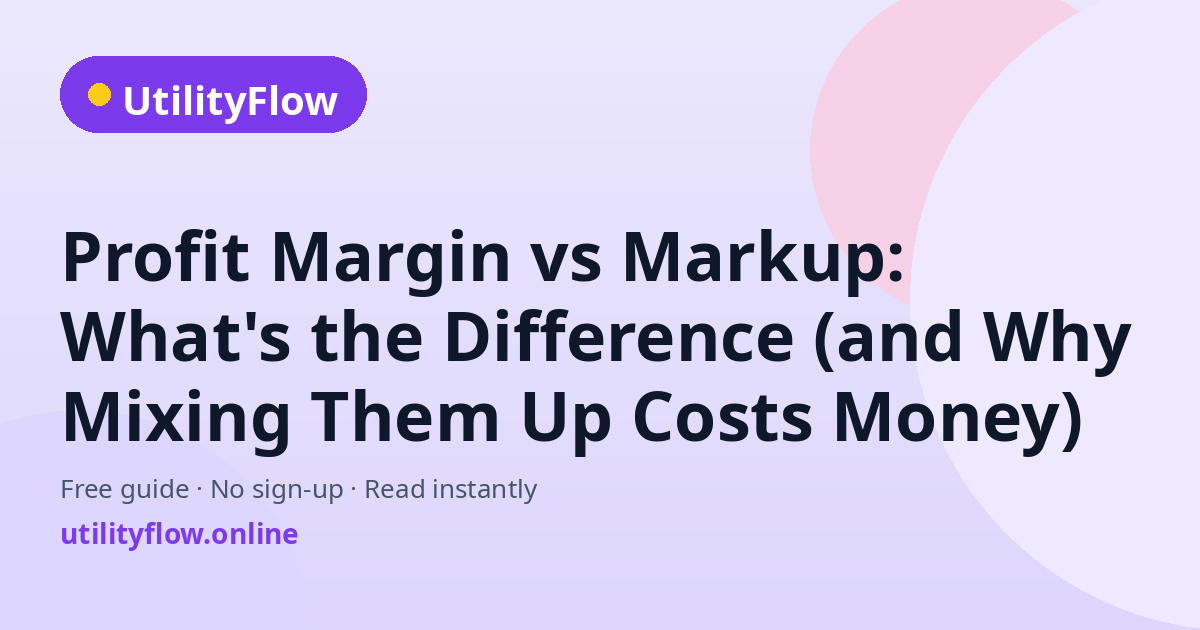 UtilityFlow
Profit Margin vs Markup:
What's the Difference (and Why
Mixing Them Up Costs Money)
Free guide · No sign-up · Read instantly
utilityflow.online